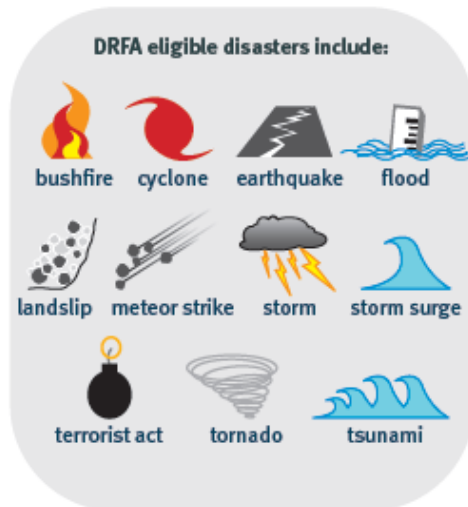 DRFA eligible disasters include:
bushfire cyclone earthquake flood
landslip meteor strike storm storm surge
terrorist act tornado tsunami